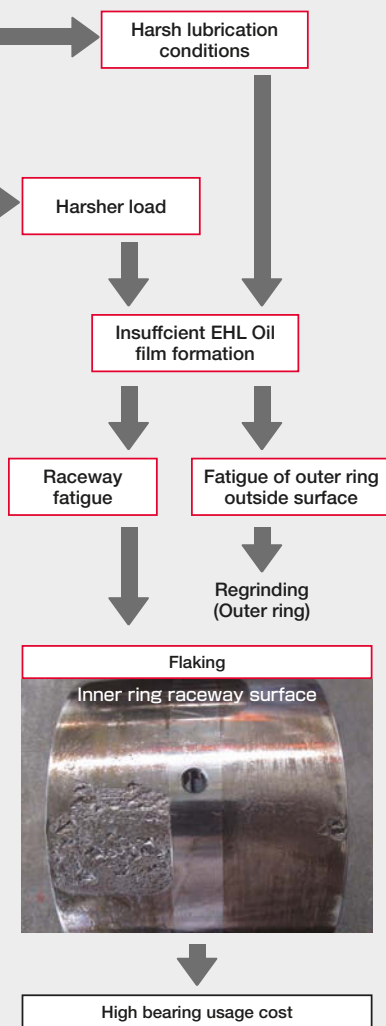 Harsh lubrication
conditions
Harsher load
Insuffcient EHL Oil
film formation
Raceway
fatigue
Fatigue of outer ring
outside surface
Regrinding
(Outer ring)
Flaking
Inner ring raceway surface
High bearing usage cost